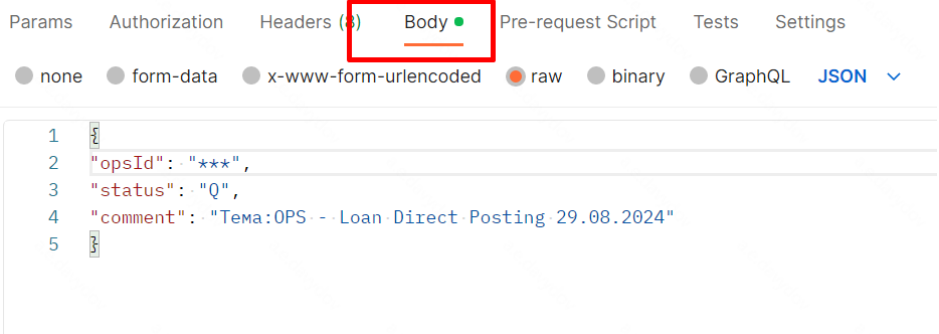 Params Authorization Headers (8) Body Pre-request Script Tests Settings
none form-data x-www-form-urlencoded raw binary GraphQL JSON
1 {
2 "opsId": "***",
3 "status": "Q",
4 "comment": "Тема:OPS - Loan Direct Posting 29.08.2024"
5 }